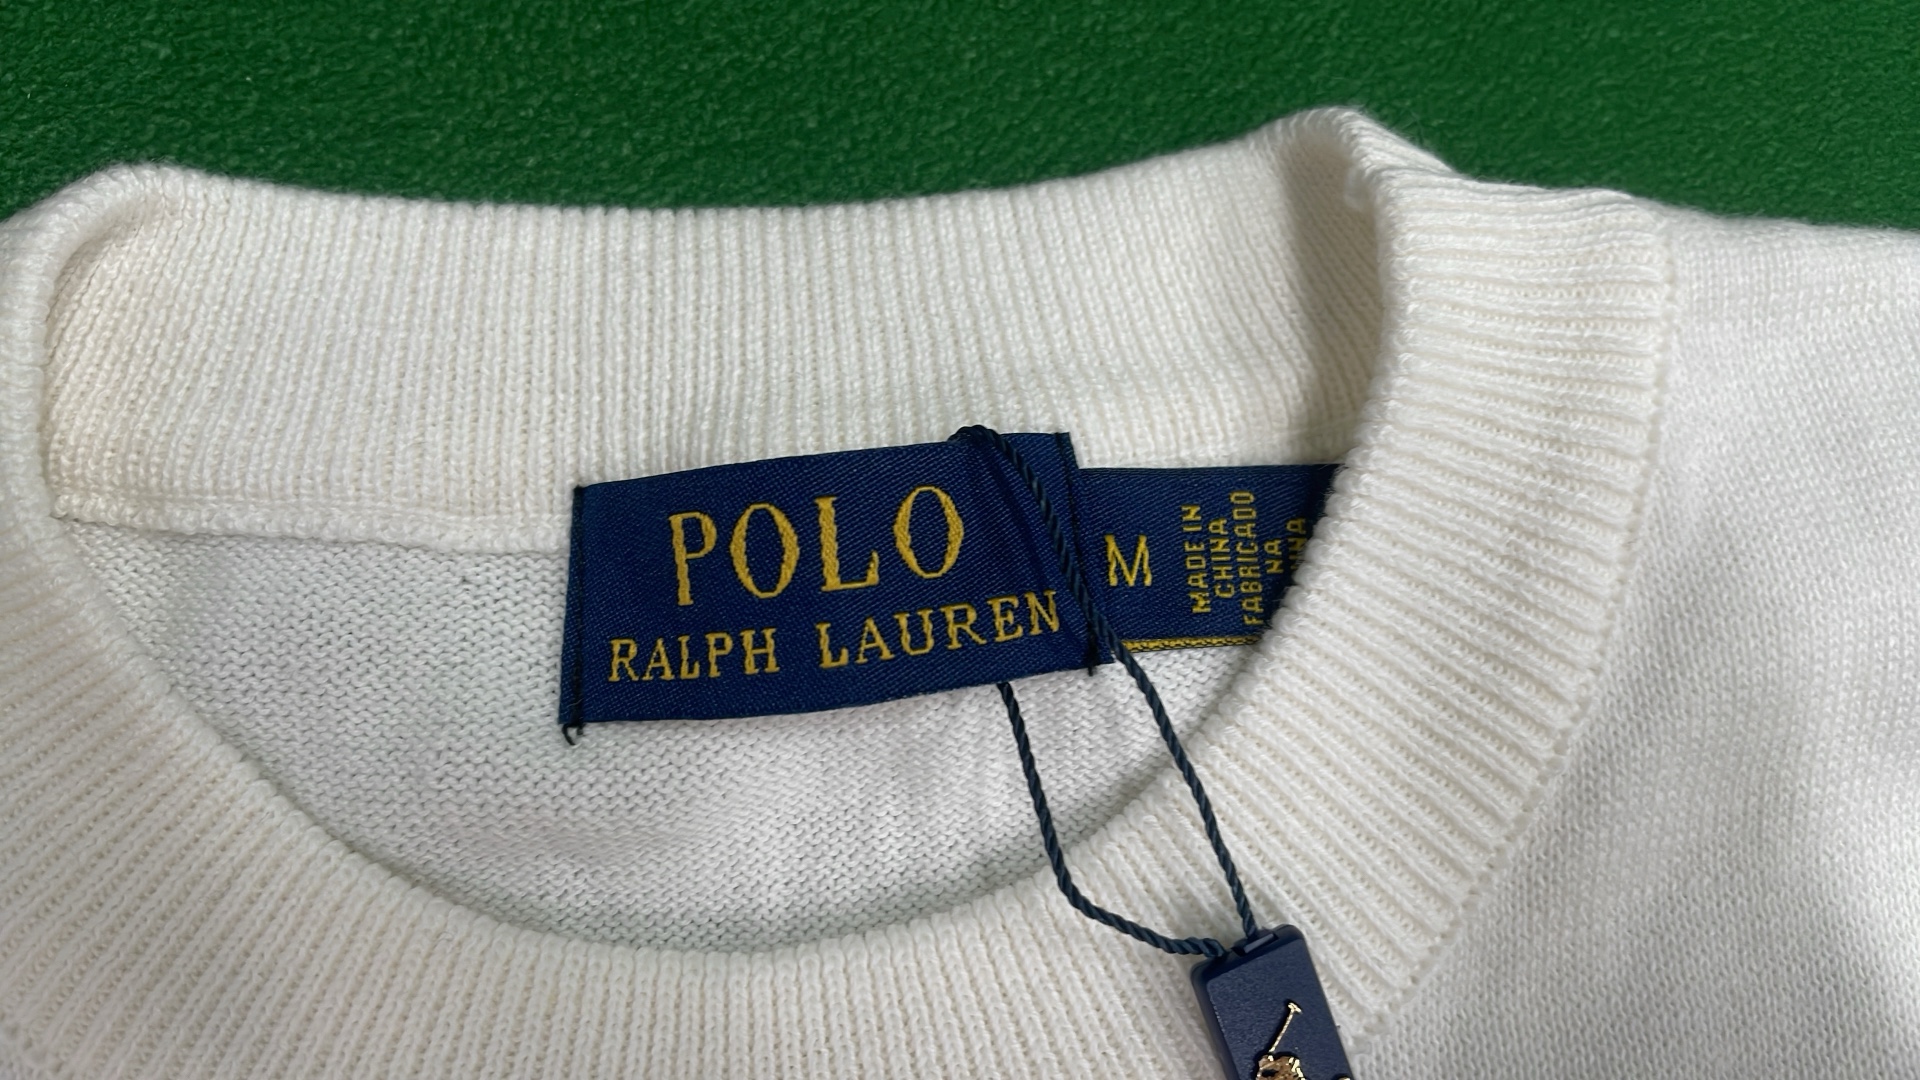 POLO
RALPH LAUREN
M
MADE IN
CHINA
FABRICADO
NA